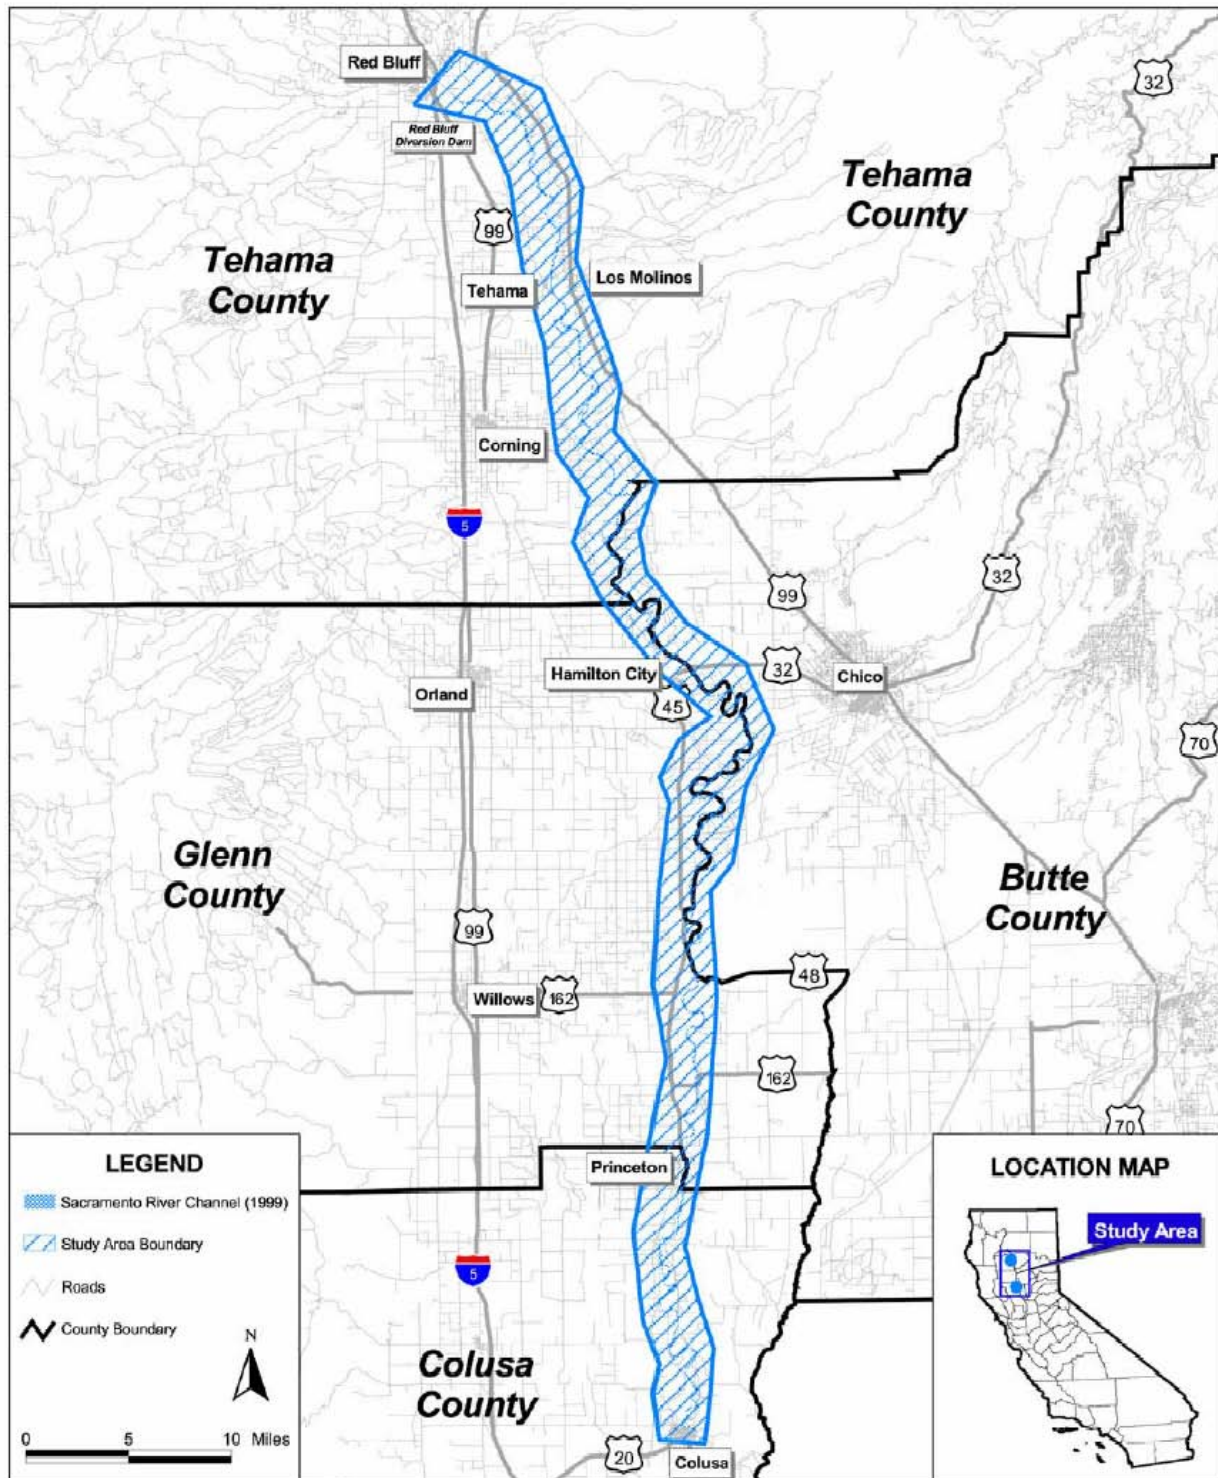 Red Bluff
32
Red Bluff
Diversion Dam
Tehama
County
99
Tehama
County
Los Molinos
Tehama
Corning
5
32
99
Hamilton City
32
Chico
Orland
45
70
Glenn
County
Butte
County
99
48
Willows
162
162
70
Princeton
LEGEND
Sacramento River Channel (1999)
Study Area Boundary
Roads
County Boundary
N
0 5 10 Miles
5
Colusa
County
20
Colusa
LOCATION MAP
Study Area